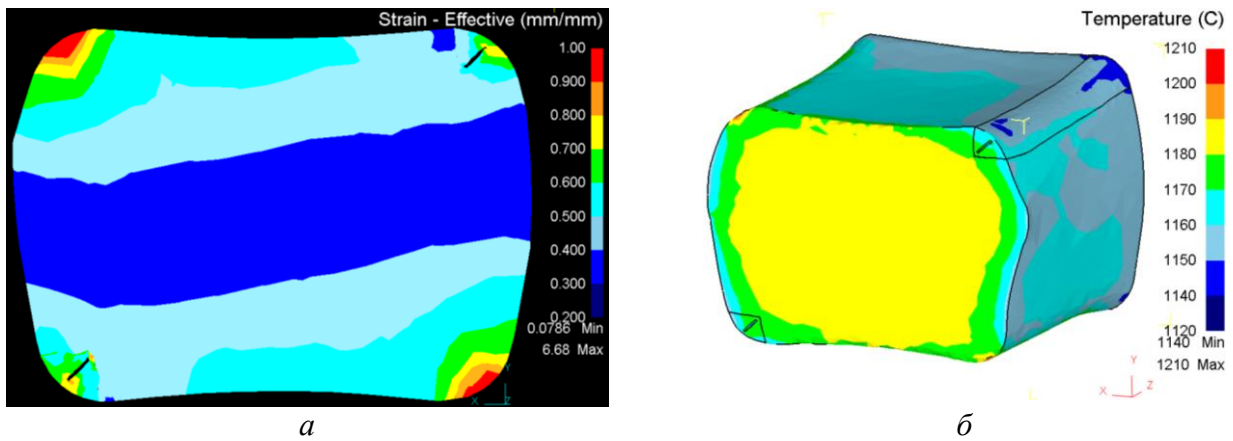 Strain - Effective (mm/mm)
1.00
0.900
0.800
0.700
0.600
0.500
0.400
0.300
0.200
0.0786 Min
6.68 Max
X
Y
Z
а
Temperature (C)
1210
1200
1190
1180
1170
1160
1150
1140
1120
1140 Min
1210 Max
X
Y
Z
б